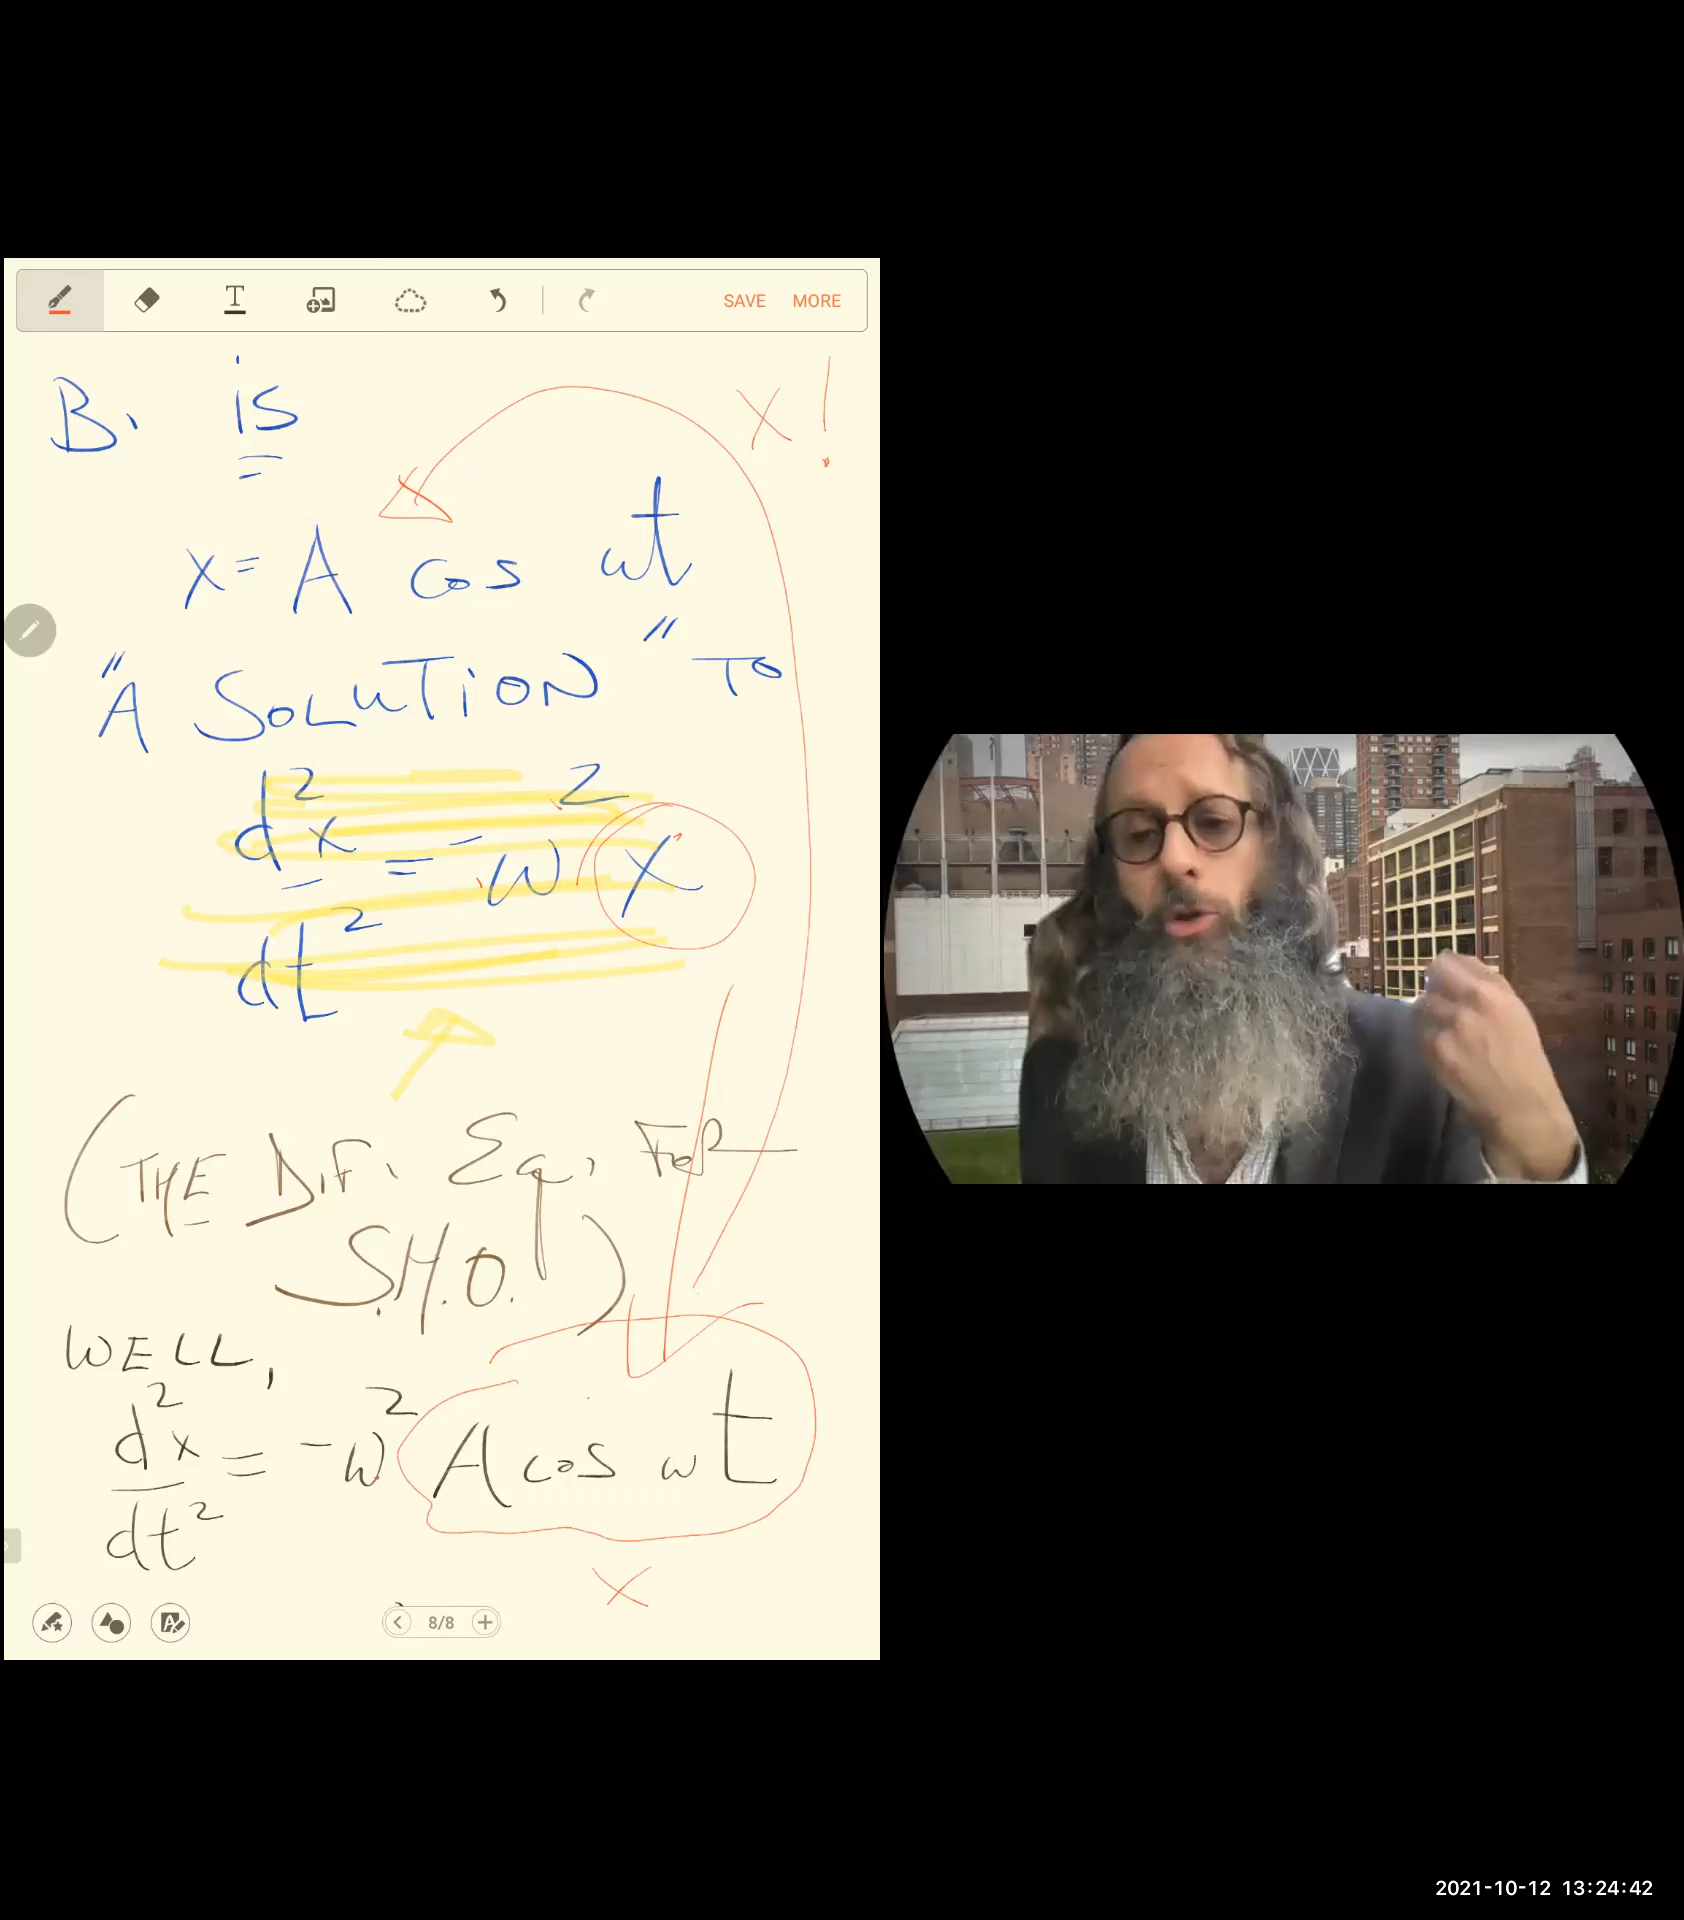 SAVE MORE
B. is x!
x = A cos ωt
"A SOLUTION" TO
d²x/dt² = -ω² x
(THE DIF. Eq. FOR
S.H.O.)
WELL,
d²x/dt² = -ω² A cos ωt
x
8/8
2021-10-12 13:24:42